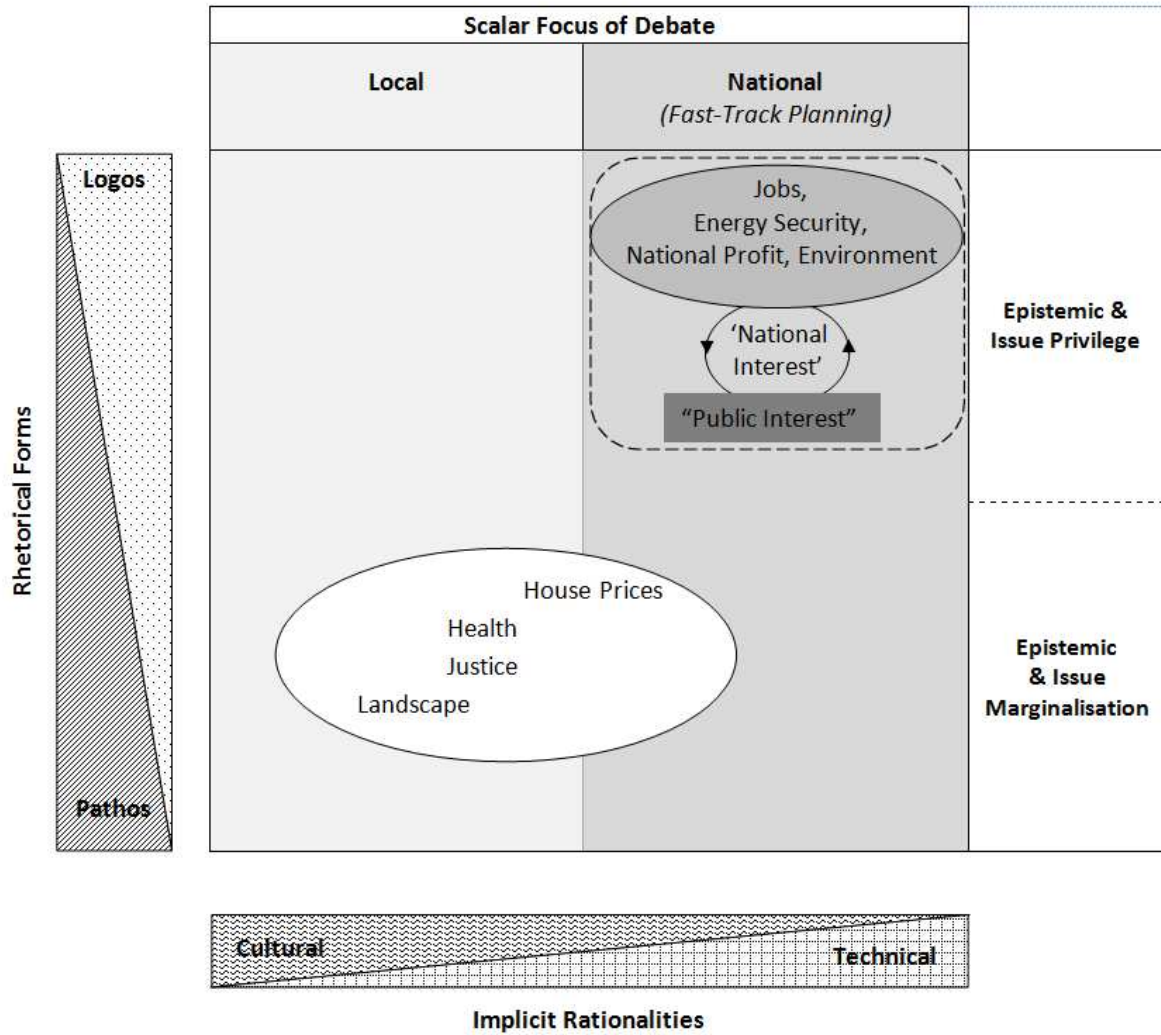 Scalar Focus of Debate
Local
National
(Fast-Track Planning)
Logos
Pathos
Rhetorical Forms
Jobs,
Energy Security,
National Profit, Environment
‘National
Interest’
“Public Interest”
Epistemic &
Issue Privilege
House Prices
Health
Justice
Landscape
Epistemic
& Issue
Marginalisation
Cultural
Technical
Implicit Rationalities